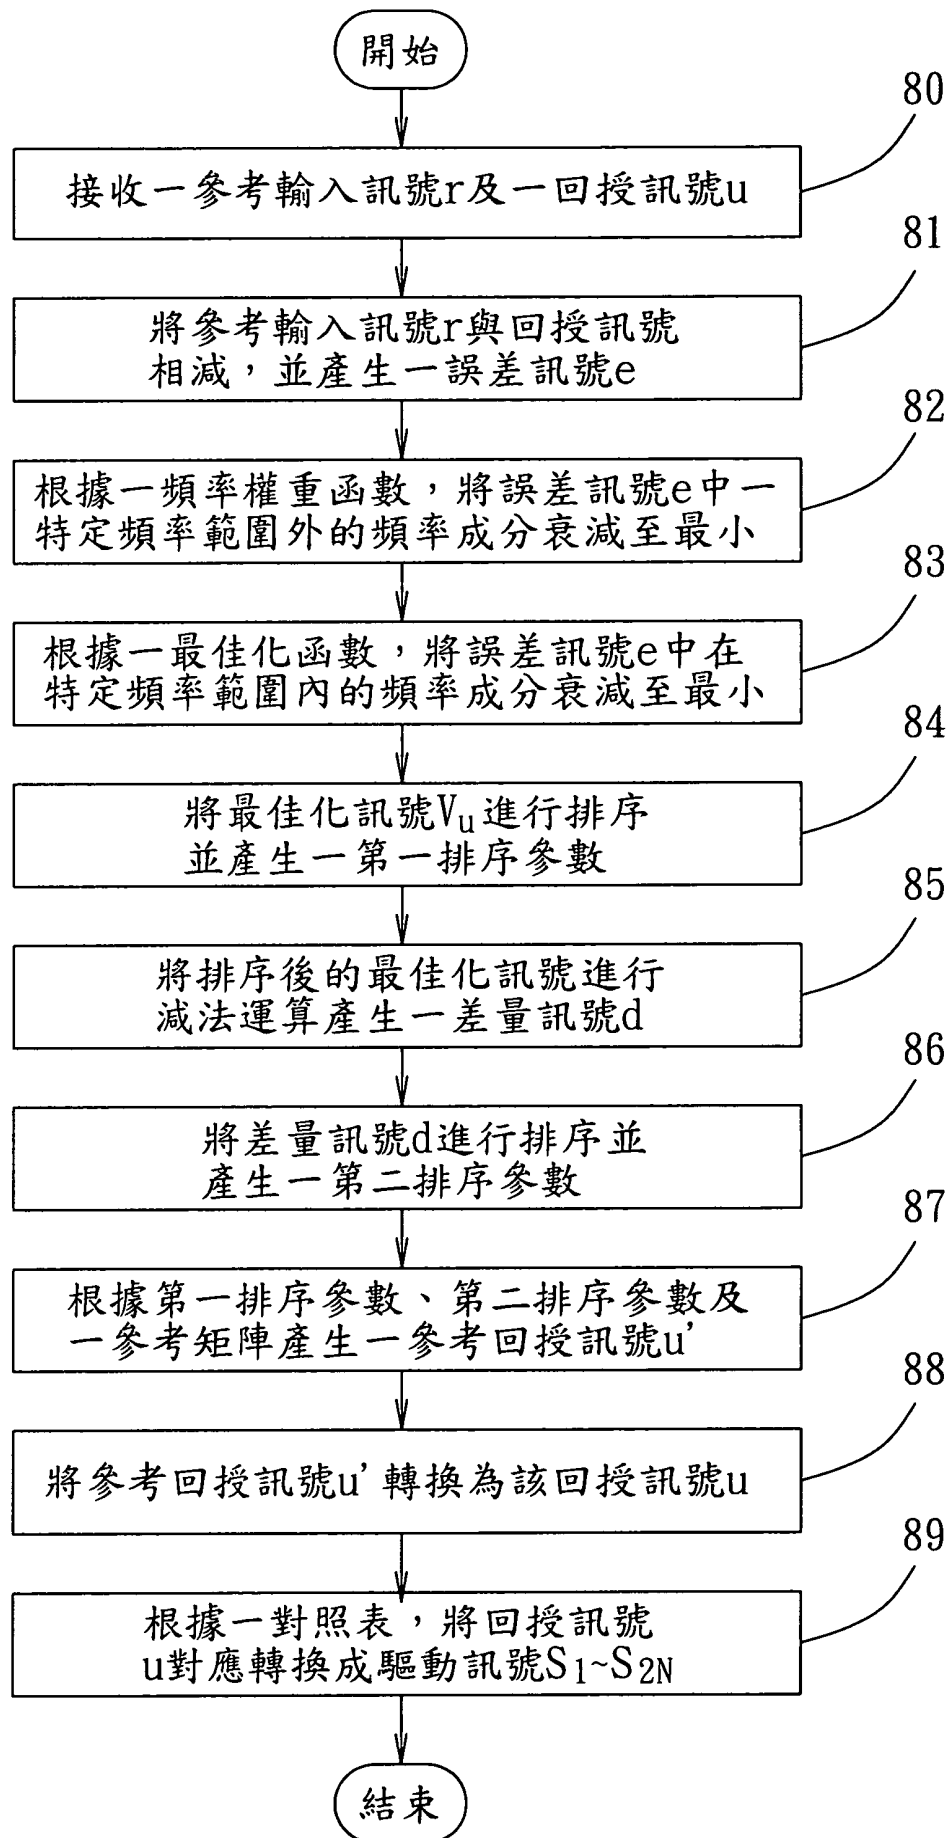 開始
80
接收一參考輸入訊號r及一回授訊號u
81
將參考輸入訊號r與回授訊號
相減，並產生一誤差訊號e
82
根據一頻率權重函數，將誤差訊號e中一
特定頻率範圍外的頻率成分衰減至最小
83
根據一最佳化函數，將誤差訊號e中在
特定頻率範圍內的頻率成分衰減至最小
84
將最佳化訊號Vu進行排序
並產生一第一排序參數
85
將排序後的最佳化訊號進行
減法運算產生一差量訊號d
86
將差量訊號d進行排序並
產生一第二排序參數
87
根據第一排序參數、第二排序參數及
一參考矩陣產生一參考回授訊號u'
88
將參考回授訊號u'轉換為該回授訊號u
89
根據一對照表，將回授訊號
u對應轉換成驅動訊號S1~S2N
結束